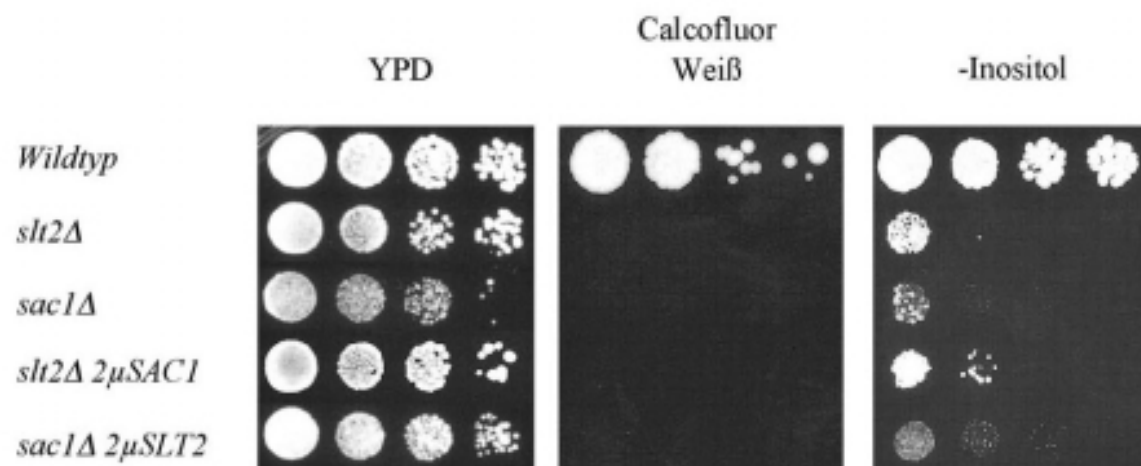 Calcofluor
YPD Weiß -Inositol
Wildtyp
slt2Δ
sac1Δ
slt2Δ 2μSAC1
sac1Δ 2μSLT2